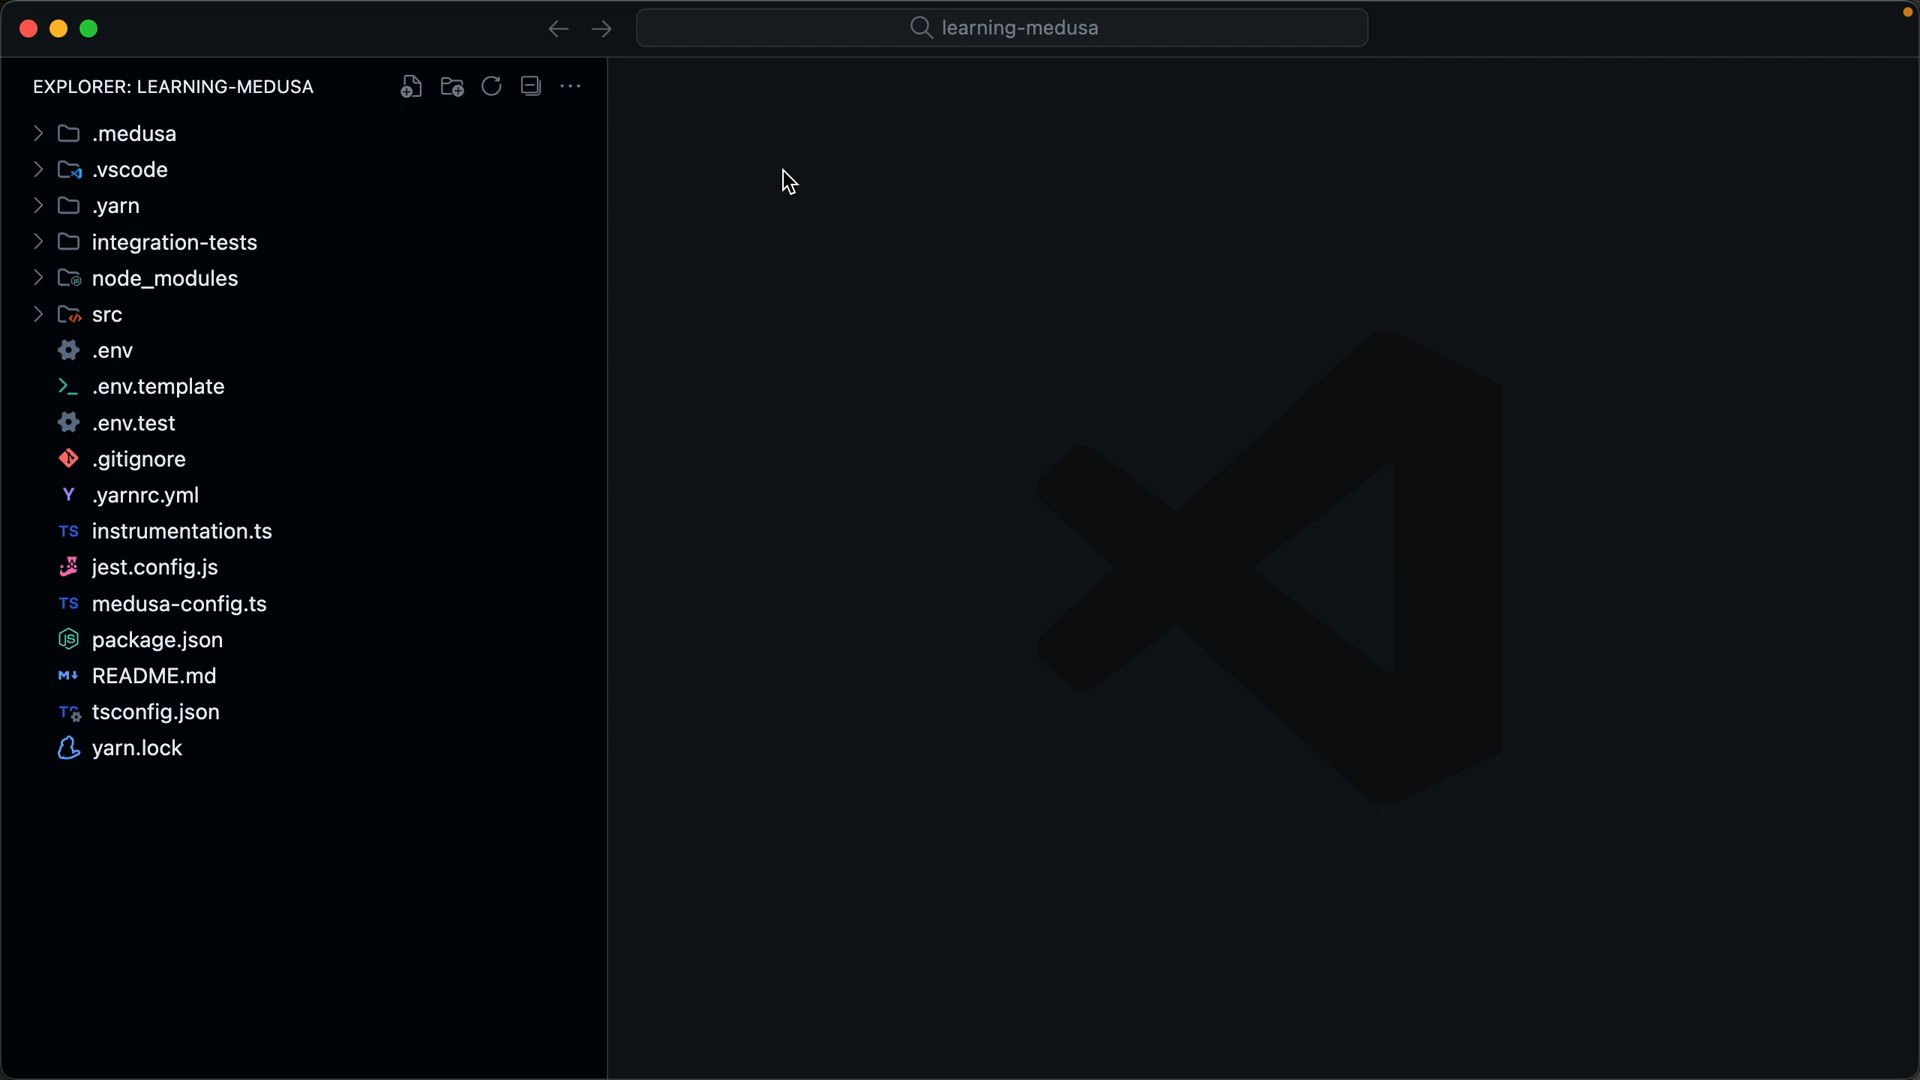 learning-medusa
EXPLORER: LEARNING-MEDUSA
.medusa
.vscode
.yarn
integration-tests
node_modules
src
.env
.env.template
.env.test
.gitignore
.yarnrc.yml
instrumentation.ts
jest.config.js
medusa-config.ts
package.json
README.md
tsconfig.json
yarn.lock